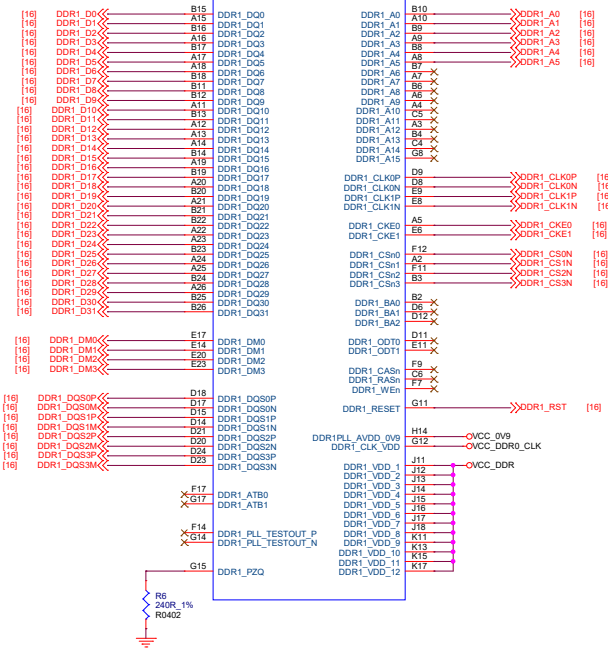 [16] DDR1_D0 B15 DDR1_DQ0 DDR1_A0 B10 DDR1_A0 [16]
[16] DDR1_D1 A15 DDR1_DQ1 DDR1_A1 A10 DDR1_A1 [16]
[16] DDR1_D2 B16 DDR1_DQ2 DDR1_A2 B9 DDR1_A2 [16]
[16] DDR1_D3 A16 DDR1_DQ3 DDR1_A3 A9 DDR1_A3 [16]
[16] DDR1_D4 B17 DDR1_DQ4 DDR1_A4 B8 DDR1_A4 [16]
[16] DDR1_D5 A17 DDR1_DQ5 DDR1_A5 A8 DDR1_A5 [16]
[16] DDR1_D6 A18 DDR1_DQ6 DDR1_A6 B7
[16] DDR1_D7 B18 DDR1_DQ7 DDR1_A7 A7
[16] DDR1_D8 B11 DDR1_DQ8 DDR1_A8 B6
[16] DDR1_D9 B12 DDR1_DQ9 DDR1_A9 A6
[16] DDR1_D10 A11 DDR1_DQ10 DDR1_A10 A4
[16] DDR1_D11 B13 DDR1_DQ11 DDR1_A11 C5
[16] DDR1_D12 A12 DDR1_DQ12 DDR1_A12 A3
[16] DDR1_D13 A13 DDR1_DQ13 DDR1_A13 B4
[16] DDR1_D14 A14 DDR1_DQ14 DDR1_A14 C4
[16] DDR1_D15 B14 DDR1_DQ15 DDR1_A15 G8
[16] DDR1_D16 A19 DDR1_DQ16
[16] DDR1_D17 B19 DDR1_DQ17 DDR1_CLK0P D9 DDR1_CLK0P [16
[16] DDR1_D18 A20 DDR1_DQ18 DDR1_CLK0N D8 DDR1_CLK0N [16
[16] DDR1_D19 B20 DDR1_DQ19 DDR1_CLK1P E9 DDR1_CLK1P [16
[16] DDR1_D20 A21 DDR1_DQ20 DDR1_CLK1N E8 DDR1_CLK1N [16
[16] DDR1_D21 B21 DDR1_DQ21
[16] DDR1_D22 B22 DDR1_DQ22 DDR1_CKE0 A5 DDR1_CKE0 [16]
[16] DDR1_D23 A22 DDR1_DQ23 DDR1_CKE1 E6 DDR1_CKE1 [16]
[16] DDR1_D24 A23 DDR1_DQ24
[16] DDR1_D25 B23 DDR1_DQ25 DDR1_CSn0 F12 DDR1_CS0N [16]
[16] DDR1_D26 A24 DDR1_DQ26 DDR1_CSn1 A2 DDR1_CS1N [16]
[16] DDR1_D27 A25 DDR1_DQ27 DDR1_CSn2 F11 DDR1_CS2N [16]
[16] DDR1_D28 B24 DDR1_DQ28 DDR1_CSn3 B3 DDR1_CS3N [16]
[16] DDR1_D29 A26 DDR1_DQ29
[16] DDR1_D30 B25 DDR1_DQ30 DDR1_BA0 B2
[16] DDR1_D31 B26 DDR1_DQ31 DDR1_BA1 D6
DDR1_BA2 D12
[16] DDR1_DM0 E17 DDR1_DM0 DDR1_ODT0 D11
[16] DDR1_DM1 E14 DDR1_DM1 DDR1_ODT1 E11
[16] DDR1_DM2 E20 DDR1_DM2
[16] DDR1_DM3 E23 DDR1_DM3 DDR1_CASn F9
DDR1_RASn C6
DDR1_WEn F7
[16] DDR1_DQS0P D18 DDR1_DQS0P
[16] DDR1_DQS0M D17 DDR1_DQS0N DDR1_RESET G11 DDR1_RST [16]
[16] DDR1_DQS1P D15 DDR1_DQS1P
[16] DDR1_DQS1M D14 DDR1_DQS1N
[16] DDR1_DQS2P D21 DDR1_DQS2P DDR1PLL_AVDD_0V9 H14 VCC_0V9
[16] DDR1_DQS2M D20 DDR1_DQS2N DDR1_CLK_VDD G12 VCC_DDR0_CLK
[16] DDR1_DQS3P D24 DDR1_DQS3P
[16] DDR1_DQS3M D23 DDR1_DQS3N DDR1_VDD_1 J11 VCC_DDR
DDR1_VDD_2 J12
DDR1_VDD_3 J13
F17 DDR1_ATB0 DDR1_VDD_4 J14
G17 DDR1_ATB1 DDR1_VDD_5 J15
DDR1_VDD_6 J16
DDR1_VDD_7 J17
F14 DDR1_PLL_TESTOUT_P DDR1_VDD_8 J18
G14 DDR1_PLL_TESTOUT_N DDR1_VDD_9 K11
DDR1_VDD_10 K13
DDR1_VDD_11 K15
G15 DDR1_PZQ DDR1_VDD_12 K17
R6
240R_1%
R0402